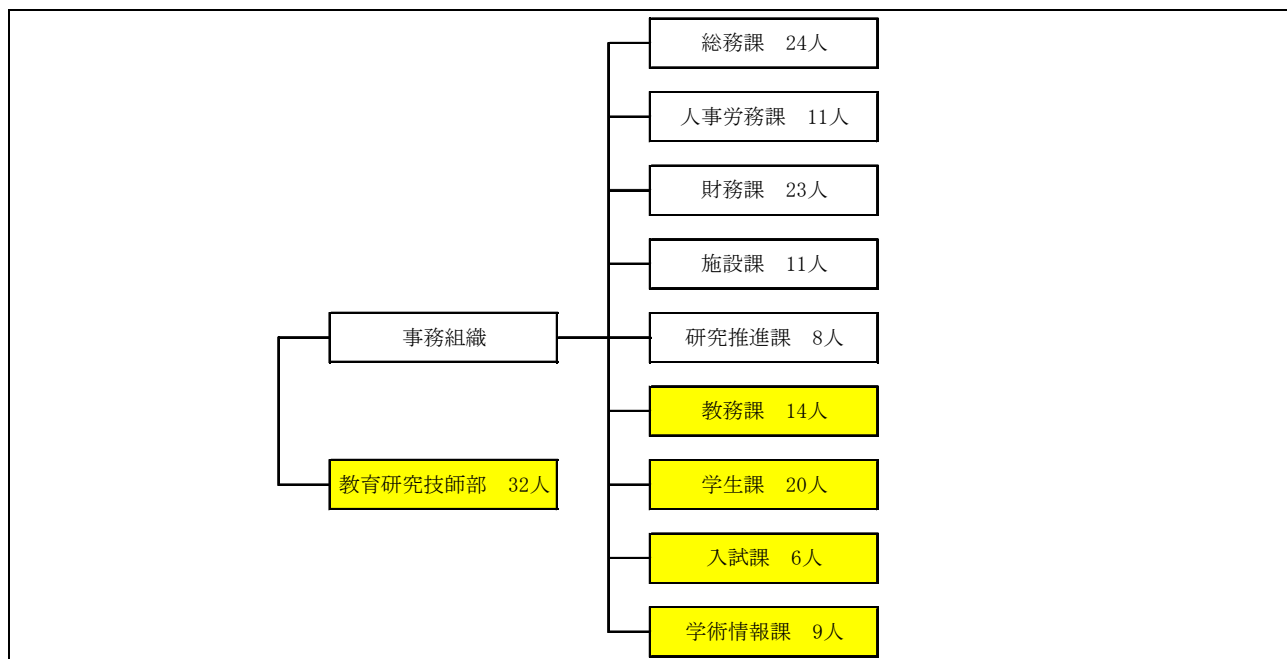 総務課　24人
人事労務課　11人
財務課　23人
施設課　11人
事務組織
研究推進課　8人
教務課　14人
教育研究技師部　32人
学生課　20人
入試課　6人
学術情報課　9人